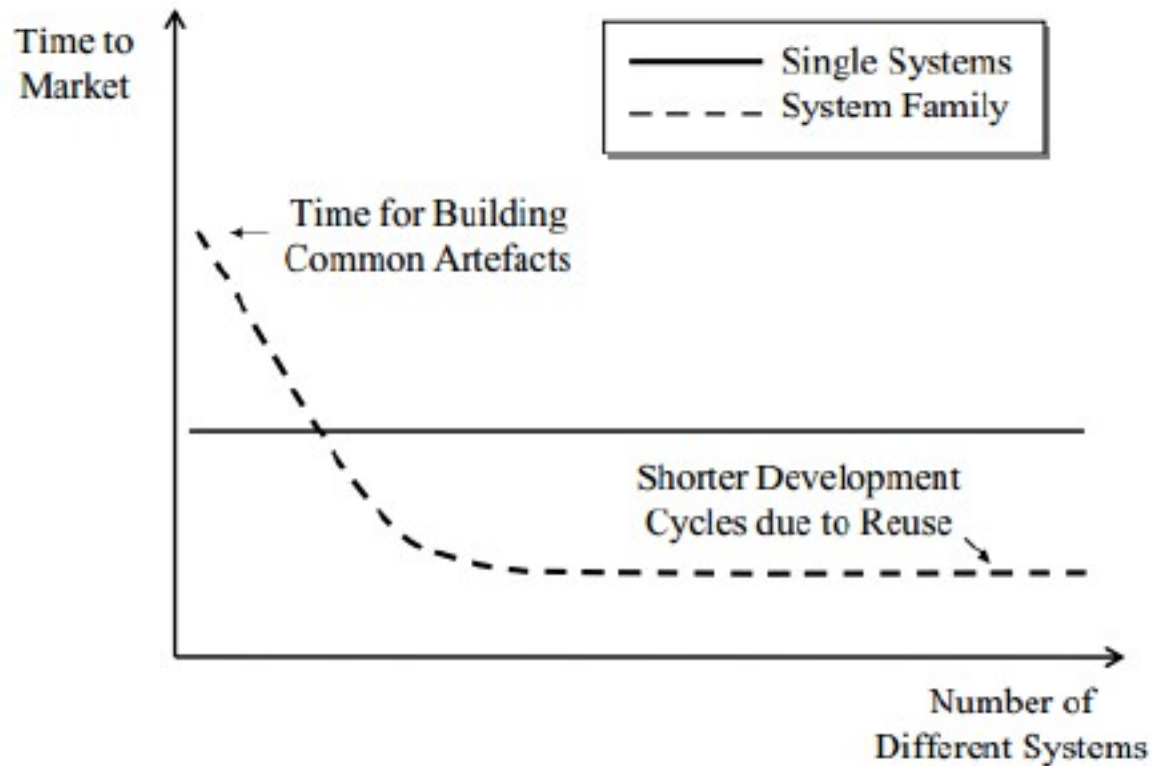 Time to
Market
Single Systems
System Family
Time for Building
Common Artefacts
Shorter Development
Cycles due to Reuse
Number of
Different Systems